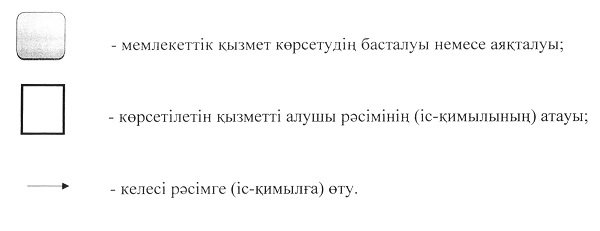 - мемлекеттік қызмет көрсетудің басталуы немесе аяқталуы;
- көрсетілетін қызметті алушы рәсімінің (іс-қимылының) атауы;
- келесі рәсімге (іс-қимылға) өту.